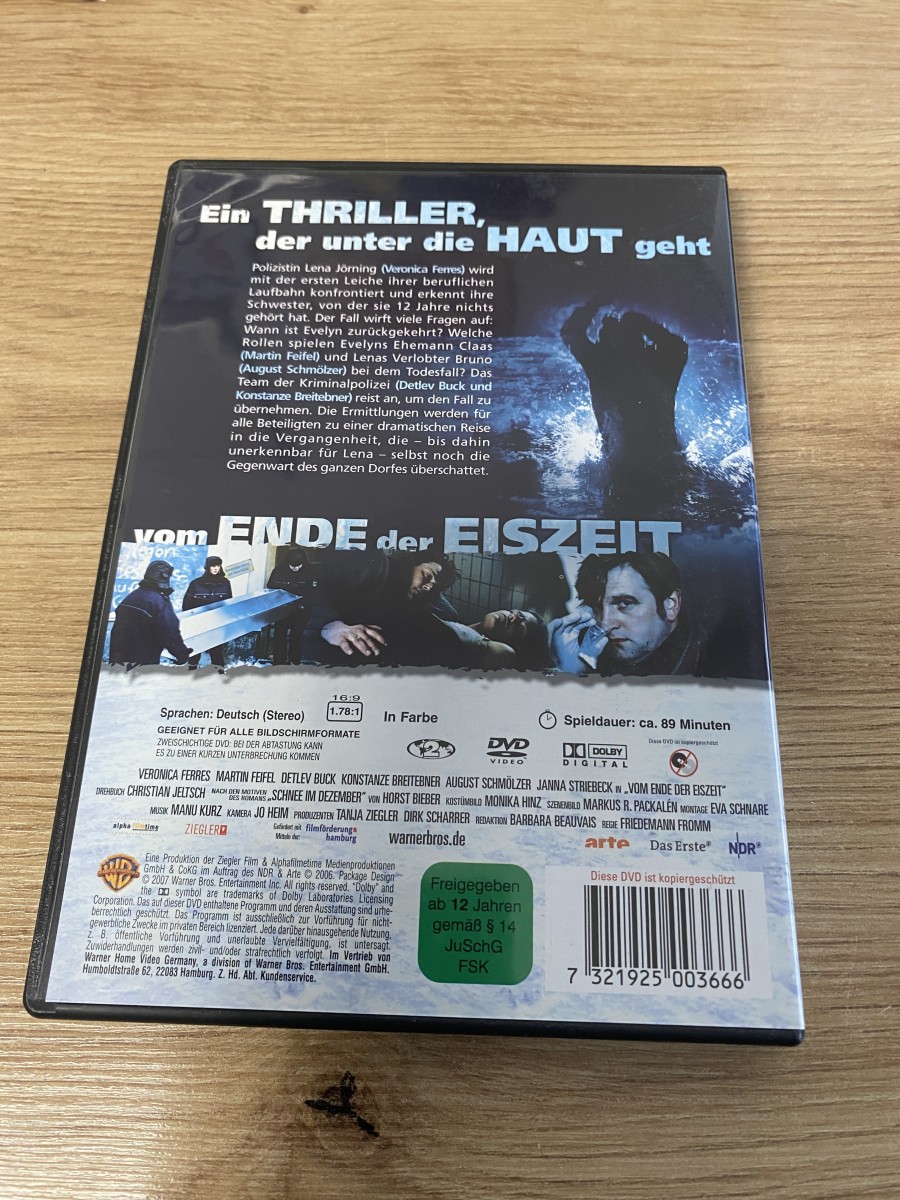 Ein THRILLER,
der unter die HAUT geht
Polizistin Lena Jörning (Veronica Ferres) wird
mit der ersten Leiche ihrer beruflichen
Laufbahn konfrontiert und erkennt ihre
Schwester, von der sie 12 Jahre nichts
gehört hat. Der Fall wirft viele Fragen auf:
Wann ist Evelyn zurückgekehrt? Welche
Rollen spielen Evelyns Ehemann Claas
(Martin Feifel) und Lenas Verlobter Bruno
(August Schmölzer) bei dem Todesfall? Das
Team der Kriminalpolizei (Detlev Buck und
Konstanze Breitebner) reist an, um den Fall zu
übernehmen. Die Ermittlungen werden für
alle Beteiligten zu einer dramatischen Reise
in die Vergangenheit, die – bis dahin
unerkennbar für Lena – selbst noch die
Gegenwart des ganzen Dorfes überschattet.
vom ENDE der EISZEIT
Sprachen: Deutsch (Stereo)
16:9
1.78:1
In Farbe
Spieldauer: ca. 89 Minuten
GEEIGNET FÜR ALLE BILDSCHIRMFORMATE
ZWEISCHICHTIGE DVD: BEI DER ABTASTUNG KANN
ES ZU EINER KURZEN UNTERBRECHUNG KOMMEN
2
DVD
VIDEO
DOLBY
DIGITAL
Diese DVD ist kopiergeschützt
VERONICA FERRES MARTIN FEIFEL DETLEV BUCK KONSTANZE BREITEBNER AUGUST SCHMÖLZER JANNA STRIEBECK IN „VOM ENDE DER EISZEIT"
DREHBUCH CHRISTIAN JELTSCH NACH DEN MOTIVEN DES ROMANS „SCHNEE IM DEZEMBER" VON HORST BIEBER KOSTÜMBILD MONIKA HINZ SZENENBILD MARKUS R. PACKALÉN MONTAGE EVA SCHNARE
MUSIK MANU KURZ KAMERA JO HEIM PRODUZENTEN TANJA ZIEGLER DIRK SCHARRER REDAKTION BARBARA BEAUVAIS REGIE FRIEDEMANN FROMM
alpha filmtime
ZIEGLER
Gefördert mit Mitteln der:
filmförderung hamburg
warnerbros.de
arte
Das Erste
NDR
WB
Eine Produktion der Ziegler Film & Alphafilmetime Medienproduktionen
GmbH & CoKG im Auftrag des NDR & Arte © 2006. Package Design
© 2007 Warner Bros. Entertainment Inc. All rights reserved. "Dolby" and
the DD symbol are trademarks of Dolby Laboratories Licensing
Corporation. Das auf dieser DVD enthaltene Programm und deren Ausstattung sind urhe-
berrechtlich geschützt. Das Programm ist ausschließlich zur Vorführung für nicht-
gewerbliche Zwecke im privaten Bereich lizenziert. Jede darüber hinausgehende Nutzung,
z. B. öffentliche Vorführung und unerlaubte Vervielfältigung, ist untersagt.
Zuwiderhandlungen werden zivil- und/oder strafrechtlich verfolgt. Im Vertrieb von
Warner Home Video Germany, a division of Warner Bros. Entertainment GmbH.
Humboldtstraße 62, 22083 Hamburg. Z. Hd. Abt. Kundenservice.
Freigegeben
ab 12 Jahren
gemäß § 14
JuSchG
FSK
Diese DVD ist kopiergeschützt
7 321925 003666